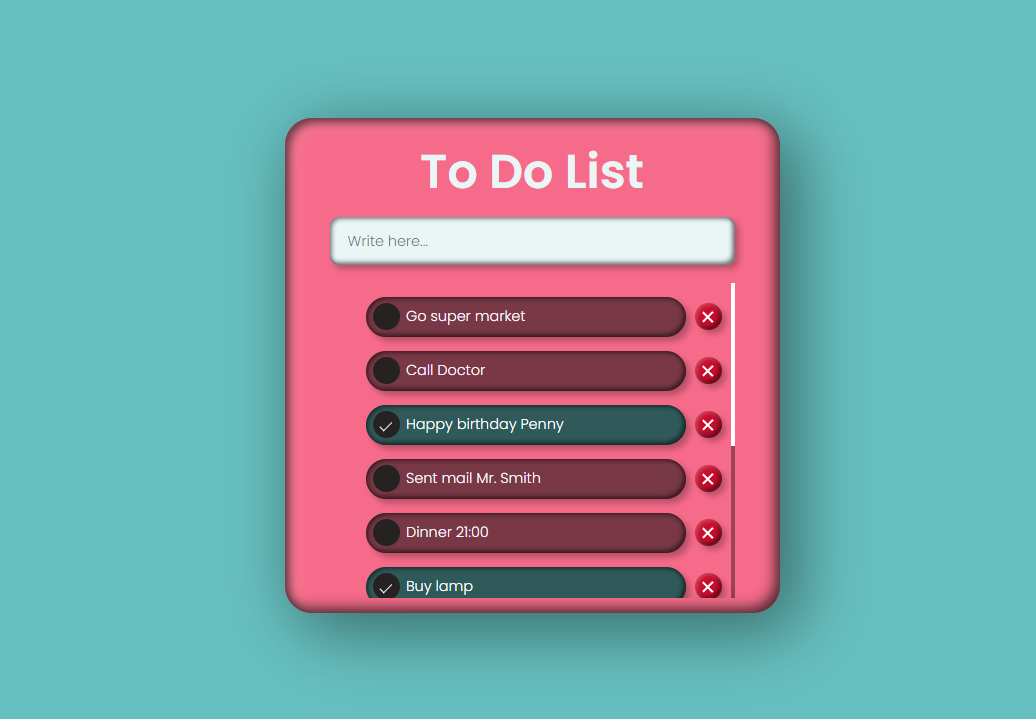 To Do List
Write here...
Go super market
Call Doctor
Happy birthday Penny
Sent mail Mr. Smith
Dinner 21:00
Buy lamp